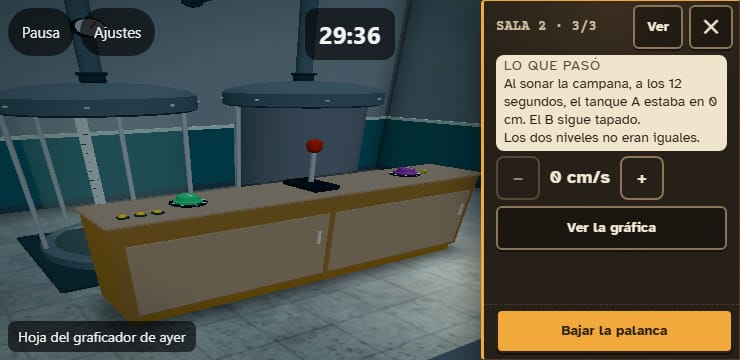 Pausa
Ajustes
29:36
SALA 2 · 3/3
Ver
✕
LO QUE PASÓ
Al sonar la campana, a los 12
segundos, el tanque A estaba en 0
cm. El B sigue tapado.
Los dos niveles no eran iguales.
− 0 cm/s +
Ver la gráfica
Hoja del graficador de ayer
Bajar la palanca